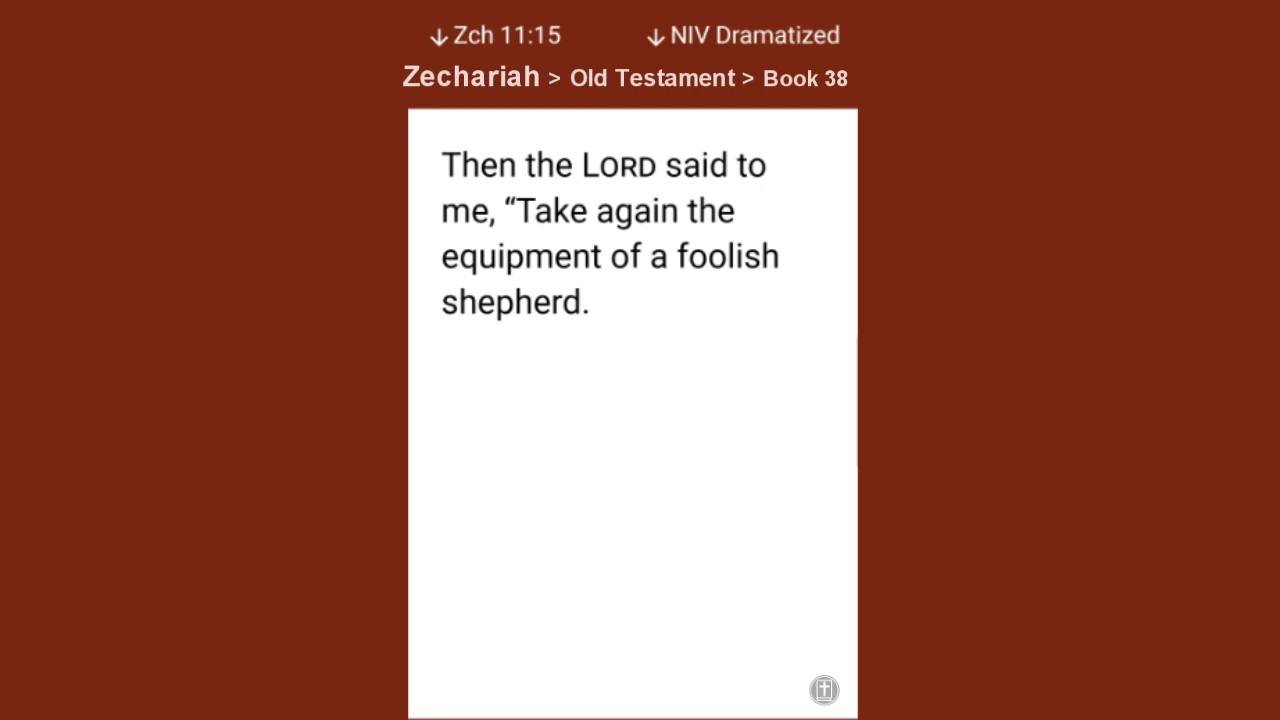 ↓ Zch 11:15 ↓ NIV Dramatized
Zechariah > Old Testament > Book 38
Then the LORD said to
me, “Take again the
equipment of a foolish
shepherd.